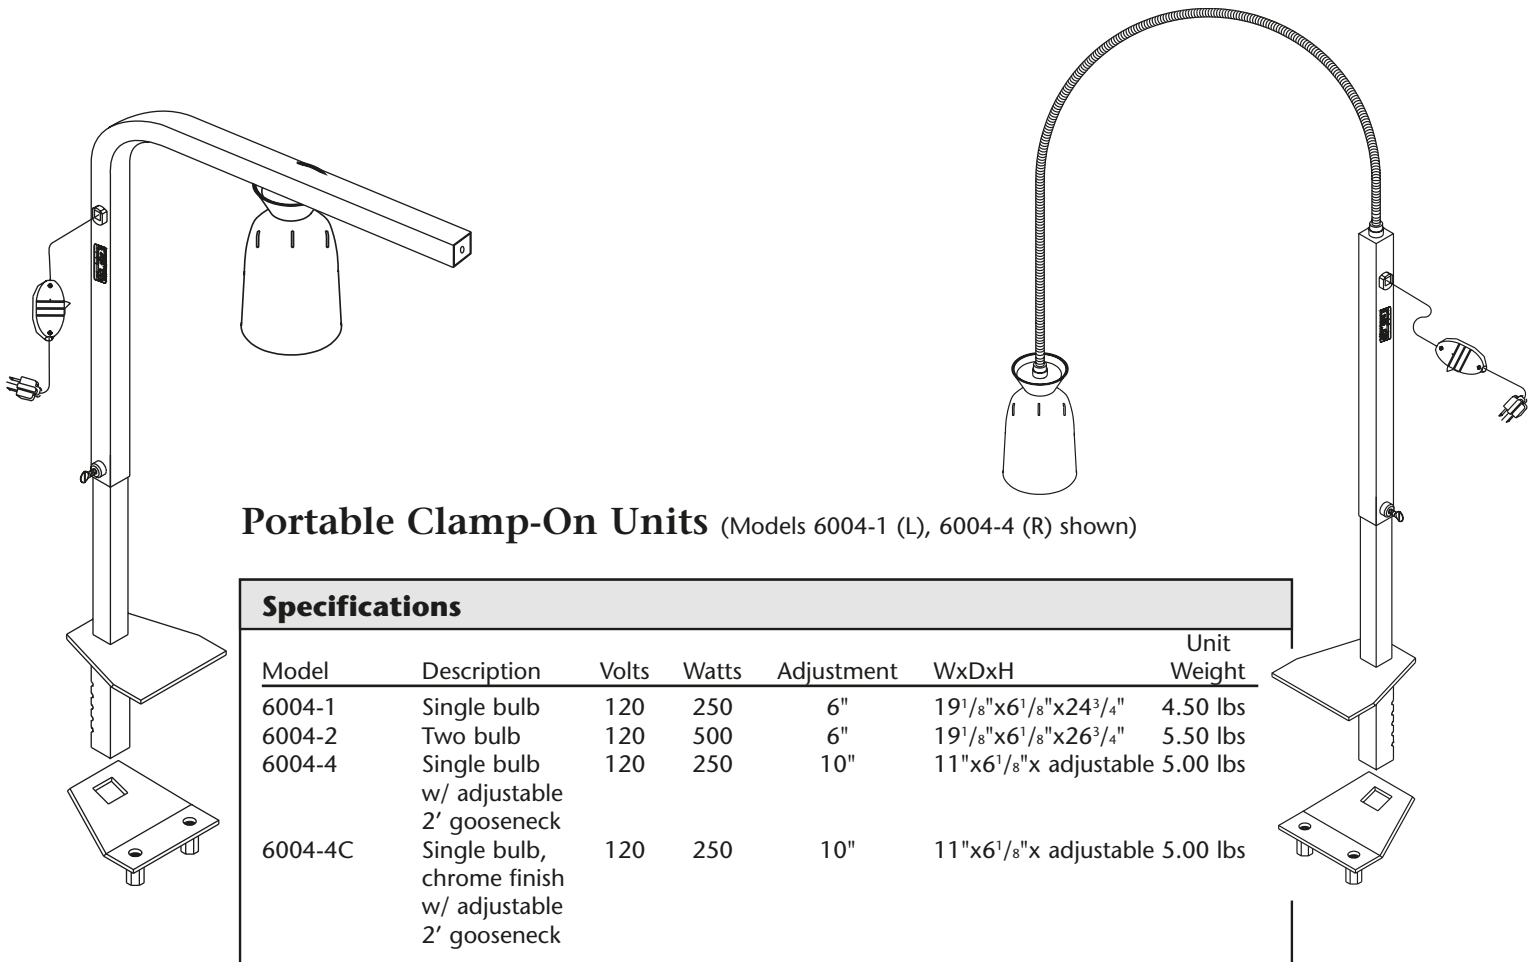 Portable Clamp-On Units (Models 6004-1 (L), 6004-4 (R) shown)
Specifications
Unit
Model Description Volts Watts Adjustment WxDxH Weight
6004-1 Single bulb 120 250 6" 19¹/₈"x6¹/₈"x24³/₄" 4.50 lbs
6004-2 Two bulb 120 500 6" 19¹/₈"x6¹/₈"x26³/₄" 5.50 lbs
6004-4 Single bulb 120 250 10" 11"x6¹/₈"x adjustable 5.00 lbs
w/ adjustable
2′ gooseneck
6004-4C Single bulb, 120 250 10" 11"x6¹/₈"x adjustable 5.00 lbs
chrome finish
w/ adjustable
2′ gooseneck